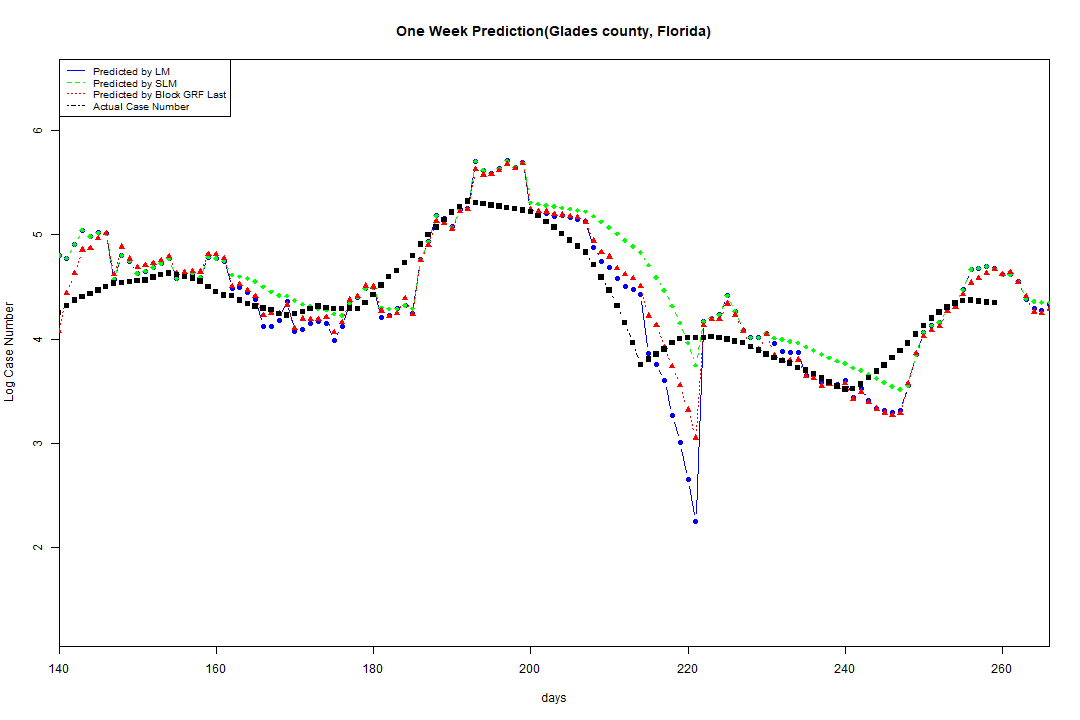 One Week Prediction(Glades county, Florida)
Predicted by LM
Predicted by SLM
Predicted by Block GRF Last
Actual Case Number
6
5
4
3
2
Log Case Number
140 160 180 200 220 240 260
days